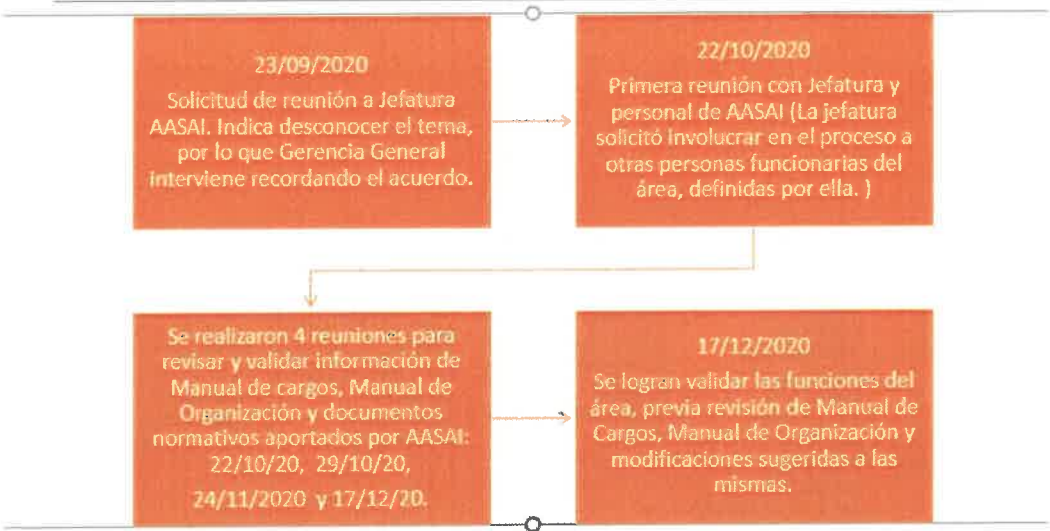 23/09/2020
Solicitud de reunión a Jefatura
AASAI. Indica desconocer el tema,
por lo que Gerencia General
interviene recordando el acuerdo.
22/10/2020
Primera reunión con Jefatura y
personal de AASAI (La jefatura
solicitó involucrar en el proceso a
otras personas funcionarias del
área, definidas por ella. )
Se realizaron 4 reuniones para
revisar y validar información de
Manual de cargos, Manual de
Organización y documentos
normativos aportados por AASAI:
22/10/20, 29/10/20,
24/11/2020 y 17/12/20.
17/12/2020
Se logran validar las funciones del
área, previa revisión de Manual de
Cargos, Manual de Organización y
modificaciones sugeridas a las
mismas.